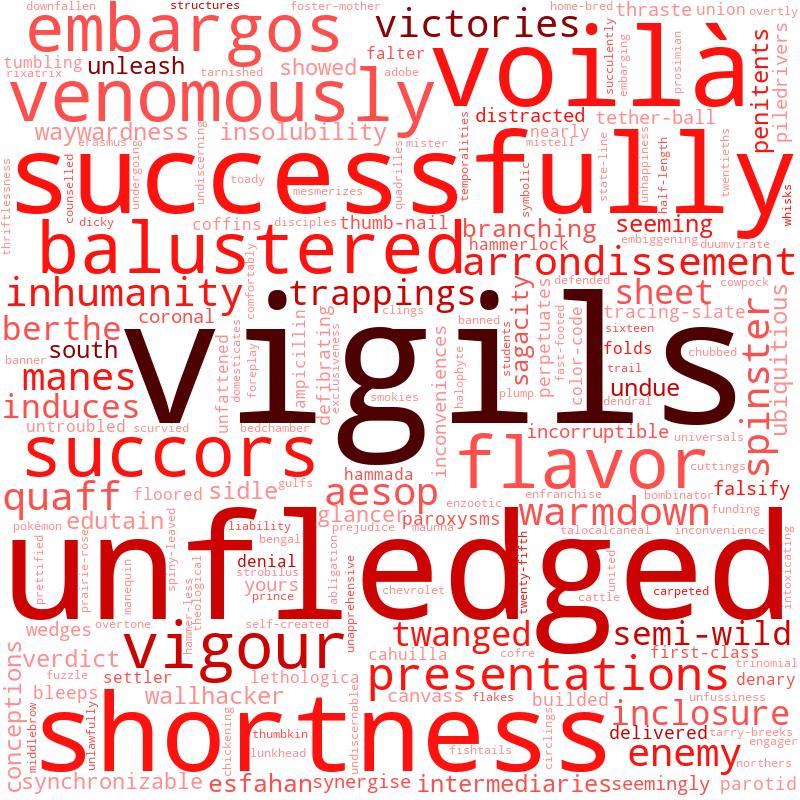 downfallen
structures
foster-mother
home-bred
thraste
union
overtly
embargos
victories
voilà
succulently
embarging
prosimian
piledrivers
penitents
tumbling
unleash
rixatrix
tarnished
showed
falter
adobe
venomously
distracted
tether-ball
waywardness
insolubility
nearly
erasmus
undiscerning
mister
mistell
quadrilles
temporalities
state-line
unhappiness
half-length
twentieths
successfully
thriftlessness
counselled
undergoing
toady
mesmerizes
symbolic
whisks
dicky
coffins
disciples
thumb-nail
branching
seeming
balustered
hammerlock
embiggening
duumvirate
comfortably
arrondissement
defended
cowpock
inhumanity
trappings
sagacity
perpetuates
sheet
coronal
clings
banned
tracing-slate
berthe
vigils
sixteen
spinster
ubiquitious
banner
south
unfattened
domesticates
foreplay
ampicillin
defibrating
exclusiveness
students
fast-footed
color-code
folds
chubbed
inconveniences
halophyte
trail
manes
smokies
plump
dendral
undue
induces
untroubled
scurvied
bedchamber
incorruptible
universals
succors
flavor
cuttings
hammada
gulfs
quaff
floored
sidle
aesop
enzootic
enfranchise
bombinator
falsify
glancer
paroxysms
warmdown
funding
pokémon
edutain
liability
prejudice
maunna
talocalcaneal
inconvenience
unfledged
prettified
prairie-rose
manequin
spiny-leaved
hammer-less
theological
bengal
denial
strobilus
yours
prince
abligation
unapprehensive
chevrolet
twenty-fifth
cattle
united
carpeted
intoxicating
wedges
overtone
self-created
cofre
vigour
twanged
semi-wild
verdict
cahuilla
first-class
fuzzle
settler
lethologica
presentations
trinomial
denary
conceptions
bleeps
wallhacker
canvass
flakes
builded
unfussiness
middlebrow
unlawfully
shortness
inclosure
chickening
thumbkin
lunkhead
undiscernable
fishtails
circlings
delivered
tarry-breeks
engager
enemy
northers
synchronizable
esfahan
synergise
intermediaries
seemingly
parotid